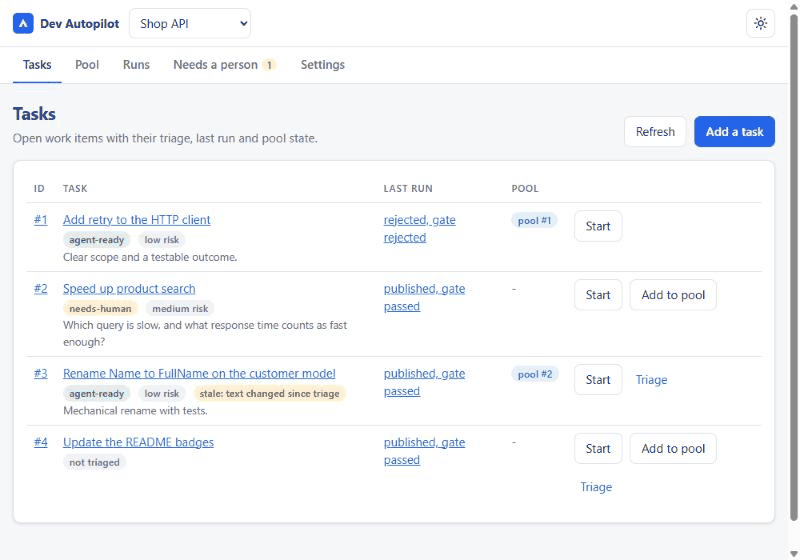 Dev Autopilot
Shop API
Tasks Pool Runs Needs a person 1 Settings
Tasks
Open work items with their triage, last run and pool state.
Refresh
Add a task
ID TASK LAST RUN POOL
#1 Add retry to the HTTP client rejected, gate rejected pool #1 Start
agent-ready low risk
Clear scope and a testable outcome.
#2 Speed up product search published, gate passed - Start Add to pool
needs-human medium risk
Which query is slow, and what response time counts as fast
enough?
#3 Rename Name to FullName on the customer model published, gate passed pool #2 Start Triage
agent-ready low risk stale: text changed since triage
Mechanical rename with tests.
#4 Update the README badges published, gate passed - Start Add to pool
not triaged
Triage